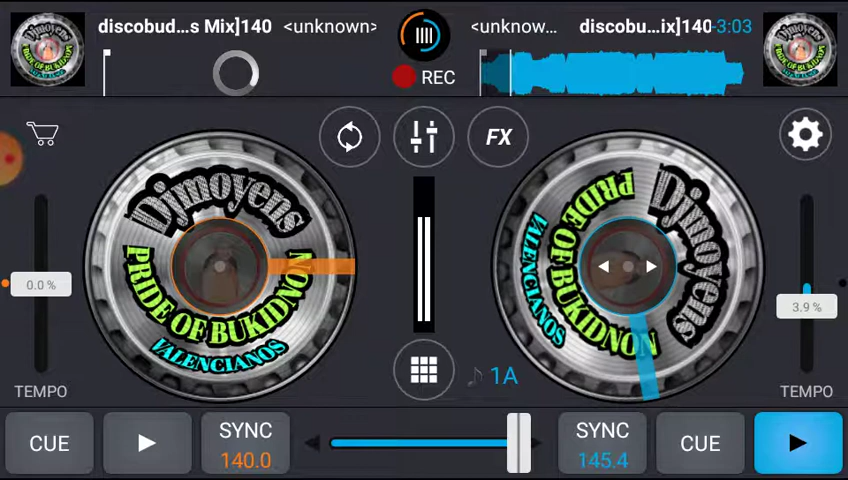 discobud...s Mix]140 <unknown>
<unknow... discobu...ix]140 -3:03
REC
FX
Djmoyens
PRIDE OF BUKIDNON
VALENCIANOS
Djmoyens
PRIDE OF BUKIDNON
VALENCIANOS
0.0 %
3.9 %
TEMPO
TEMPO
1A
CUE
SYNC
140.0
SYNC
145.4
CUE